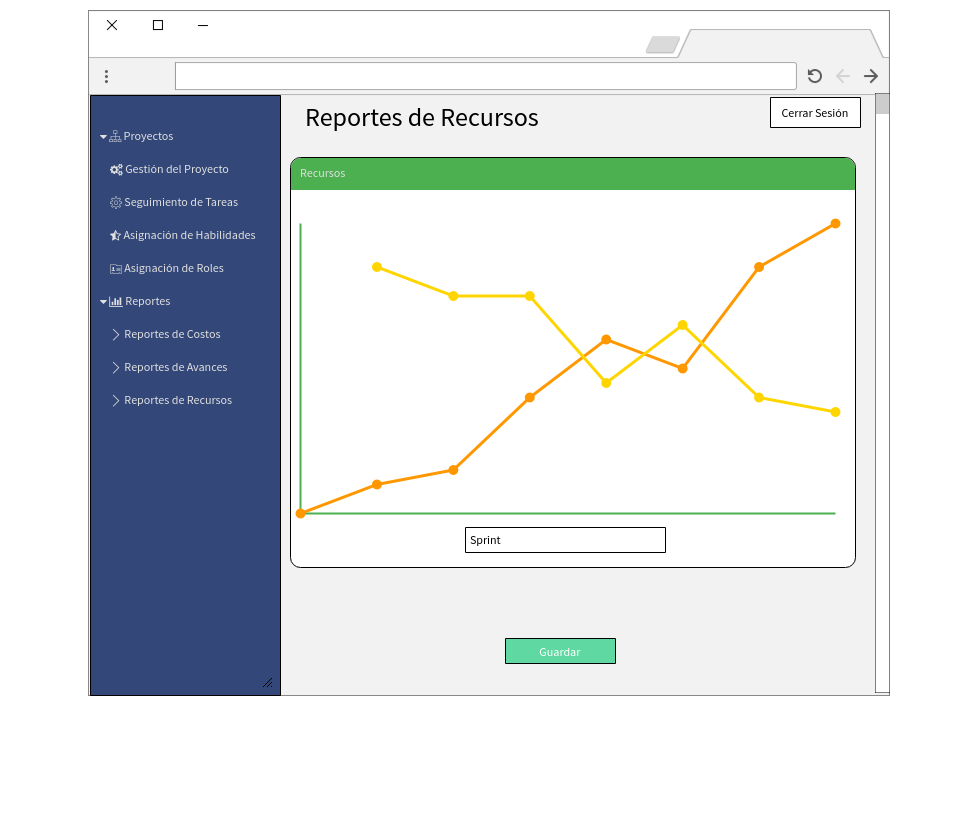 Reportes de Recursos
Cerrar Sesión
Proyectos
Gestión del Proyecto
Seguimiento de Tareas
Asignación de Habilidades
Asignación de Roles
Reportes
Reportes de Costos
Reportes de Avances
Reportes de Recursos
Recursos
Sprint
Guardar